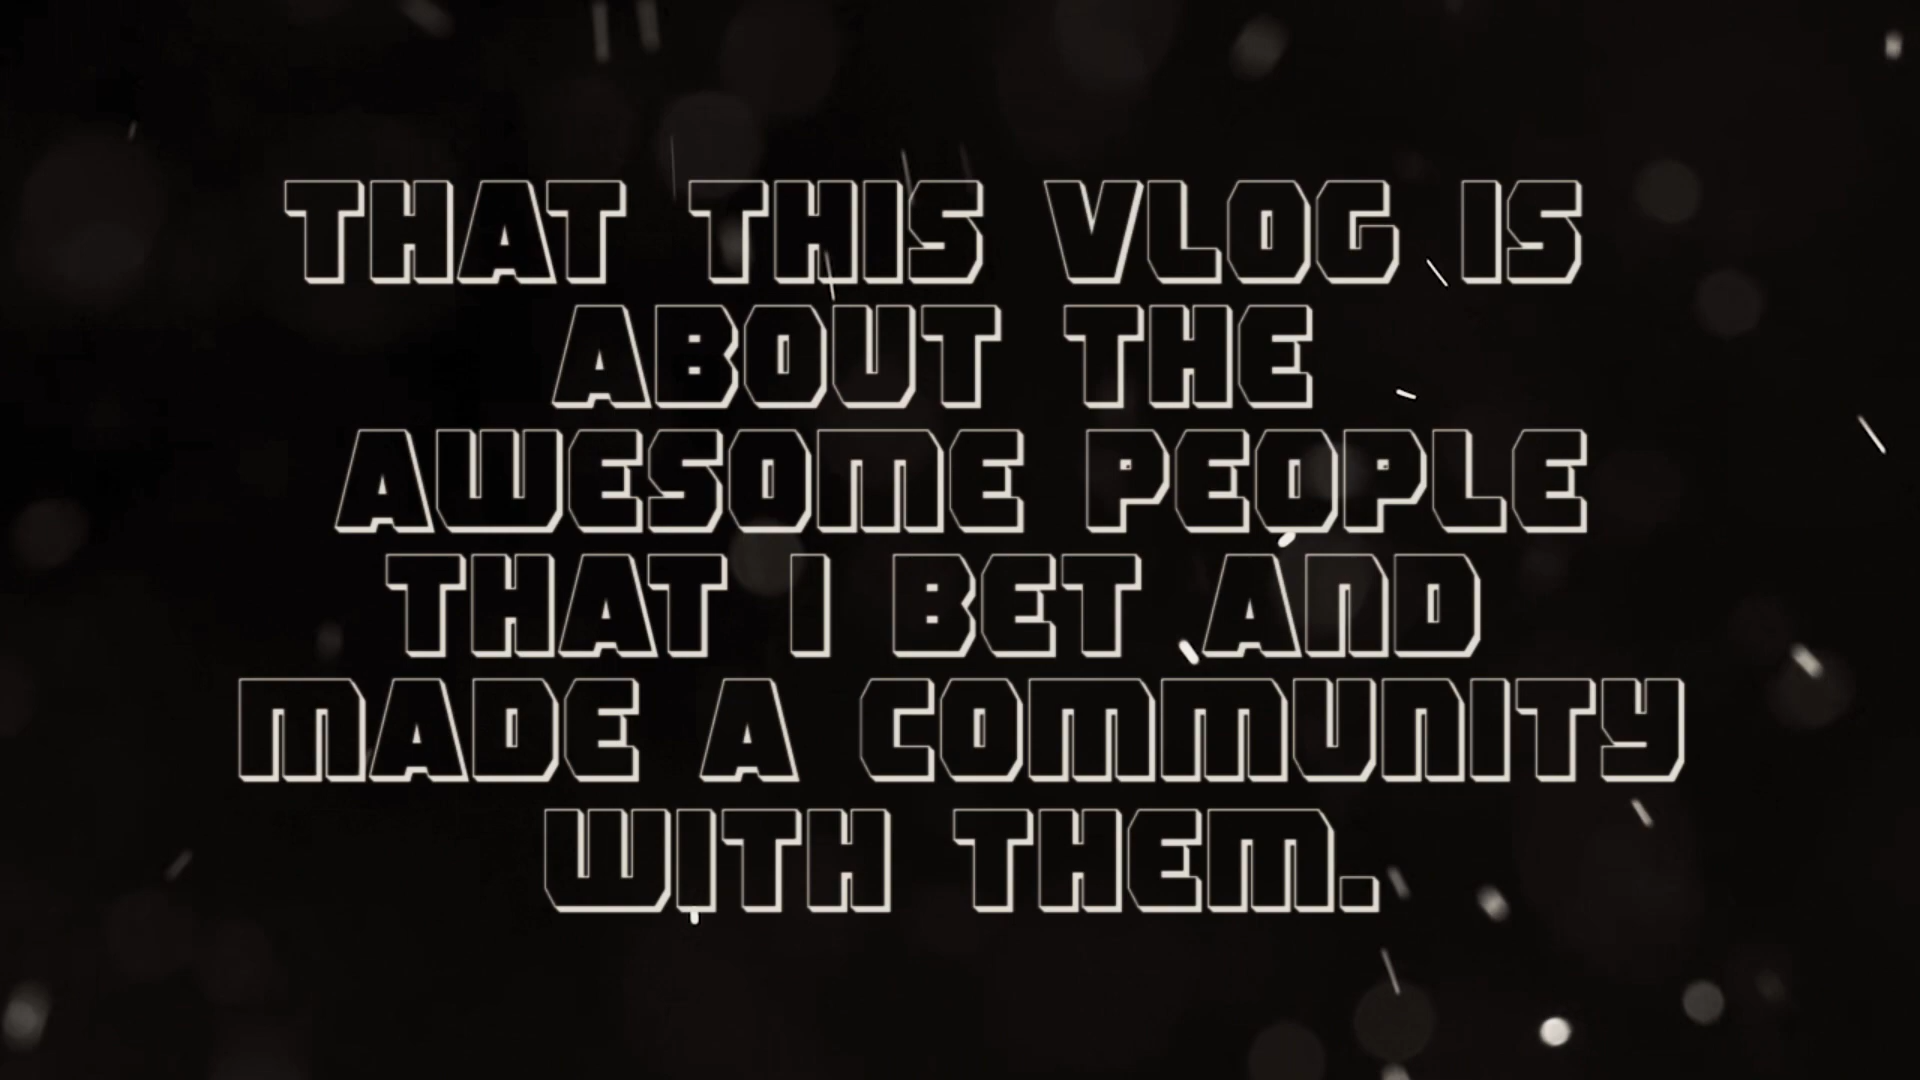 THAT THIS VLOG IS
ABOUT THE
AWESOME PEOPLE
THAT I BET AND
MADE A COMMUNITY
WITH THEM.